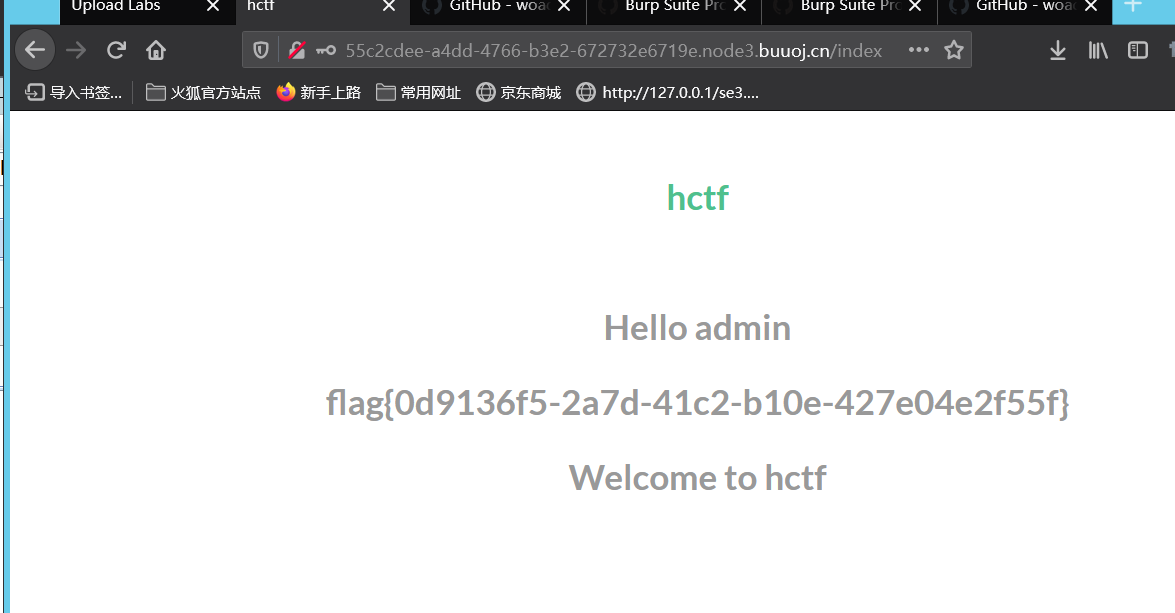 Upload Labs
hctf
GitHub - woa
Burp Suite Pro
Burp Suite Pro
GitHub - woa
55c2cdee-a4dd-4766-b3e2-672732e6719e.node3.buuoj.cn/index
导入书签... 火狐官方站点 新手上路 常用网址 京东商城 http://127.0.0.1/se3....
hctf
Hello admin
flag{0d9136f5-2a7d-41c2-b10e-427e04e2f55f}
Welcome to hctf